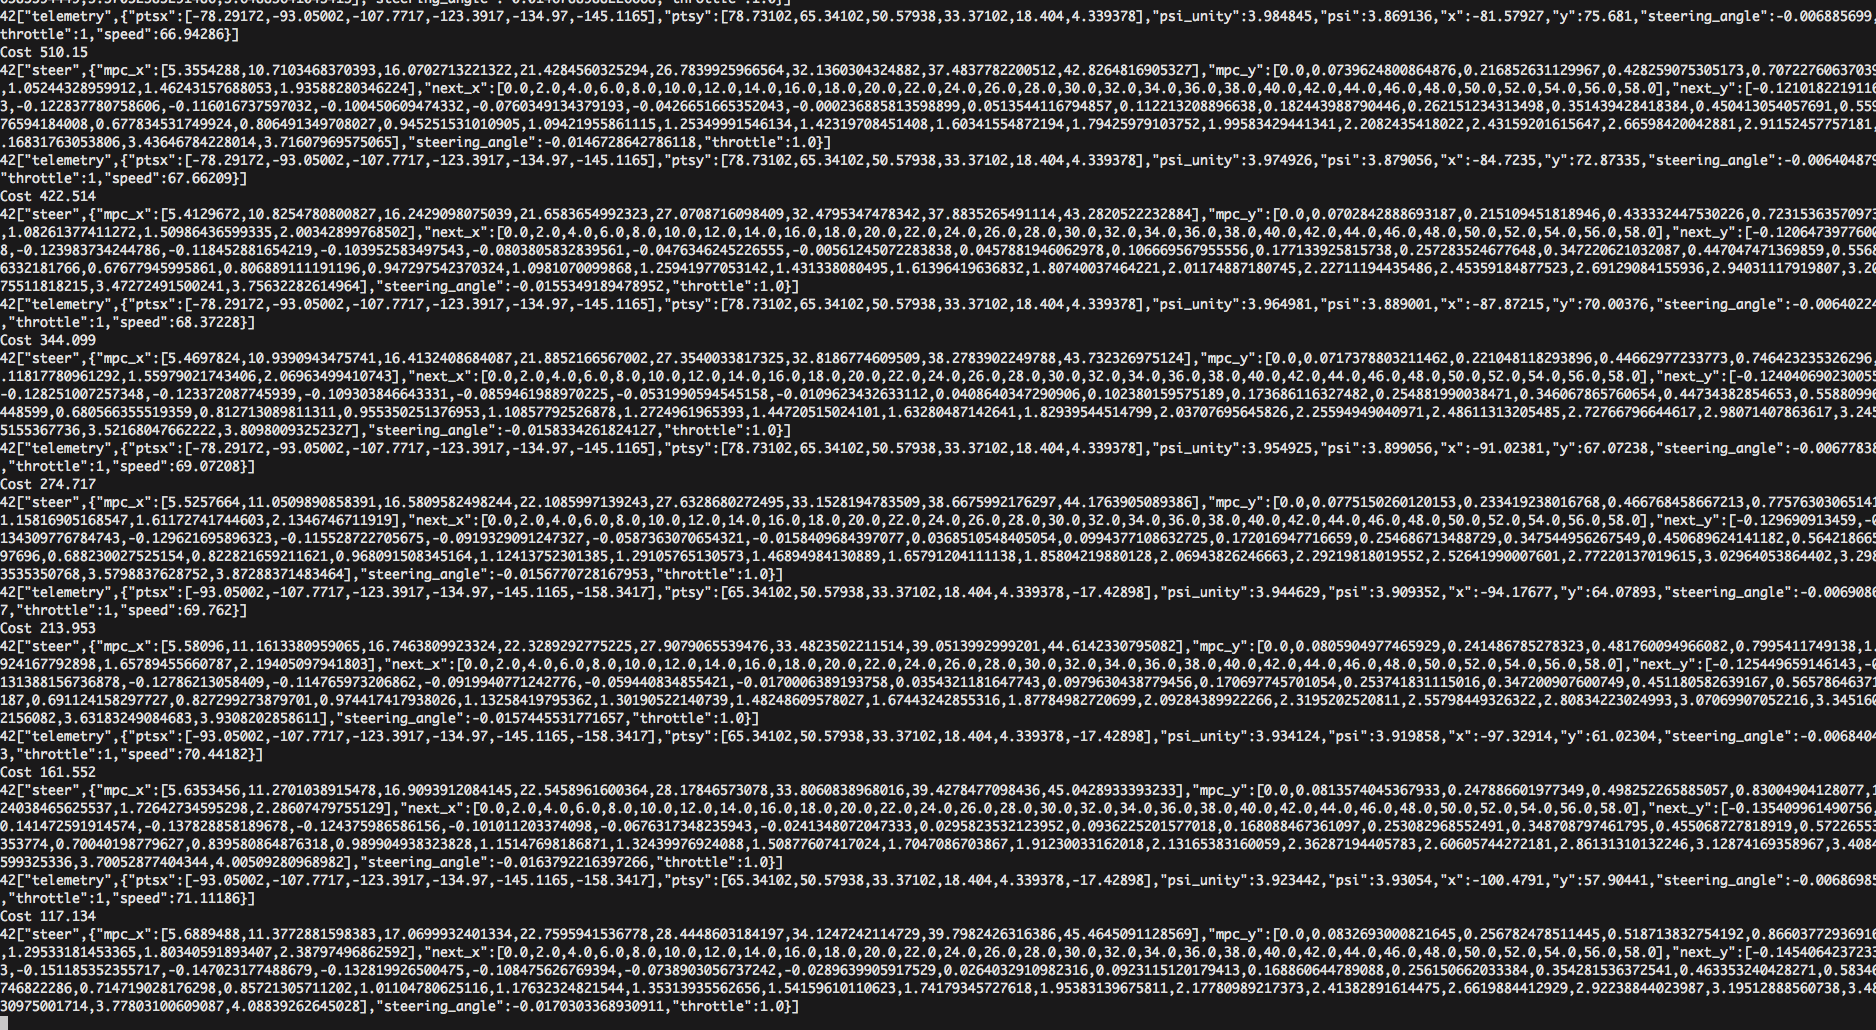 42["telemetry",{"ptsx":[-78.29172,-93.05002,-107.7717,-123.3917,-134.97,-145.1165],"ptsy":[78.73102,65.34102,50.57938,33.37102,18.404,4.339378],"psi_unity":3.984845,"psi":3.869136,"x":-81.57927,"y":75.681,"steering_angle":-0.006885699,
throttle":1,"speed":66.94286}]
Cost 510.15
42["steer",{"mpc_x":[5.3554288,10.7103468370393,16.0702713221322,21.4284560325294,26.7839925966564,32.1360304324882,37.4837782200512,42.8264816905327],"mpc_y":[0.0,0.0739624800864876,0.216852631129967,0.428259075305173,0.70722760637039
,1.05244328959912,1.46243157688053,1.93588280346224],"next_x":[0.0,2.0,4.0,6.0,8.0,10.0,12.0,14.0,16.0,18.0,20.0,22.0,24.0,26.0,28.0,30.0,32.0,34.0,36.0,38.0,40.0,42.0,44.0,46.0,48.0,50.0,52.0,54.0,56.0,58.0],"next_y":[-0.1210182219116
3,-0.122837780758606,-0.116016737597032,-0.100450609474332,-0.0760349134379193,-0.0426651665352043,-0.000236885813598899,0.0513544116794857,0.112213208896638,0.182443988790446,0.262151234313498,0.351439428418384,0.450413054057691,0.559
76594184008,0.677834531749924,0.806491349708027,0.945251531010905,1.09421955861115,1.25349991546134,1.42319708451408,1.60341554872194,1.79425979103752,1.99583429441341,2.2082435418022,2.43159201615647,2.66598420042881,2.91152457757181,
.16831763053806,3.43646784228014,3.71607969575065],"steering_angle":-0.0146728642786118,"throttle":1.0}]
42["telemetry",{"ptsx":[-78.29172,-93.05002,-107.7717,-123.3917,-134.97,-145.1165],"ptsy":[78.73102,65.34102,50.57938,33.37102,18.404,4.339378],"psi_unity":3.974926,"psi":3.879056,"x":-84.7235,"y":72.87335,"steering_angle":-0.006404879
"throttle":1,"speed":67.66209}]
Cost 422.514
42["steer",{"mpc_x":[5.4129672,10.8254780800827,16.2429098075039,21.6583654992323,27.0708716098409,32.4795347478342,37.8835265491114,43.2820522232884],"mpc_y":[0.0,0.0702842888693187,0.215109451818946,0.433332447530226,0.723153635570973
,1.08261377411272,1.50986436599335,2.00342899768502],"next_x":[0.0,2.0,4.0,6.0,8.0,10.0,12.0,14.0,16.0,18.0,20.0,22.0,24.0,26.0,28.0,30.0,32.0,34.0,36.0,38.0,40.0,42.0,44.0,46.0,48.0,50.0,52.0,54.0,56.0,58.0],"next_y":[-0.1206473977600
8,-0.123983734244786,-0.118452881654219,-0.103952583497543,-0.0803805832839561,-0.0476346245226555,-0.00561245072283838,0.0457881946062978,0.106669567955556,0.177133925815738,0.257283524677648,0.347220621032087,0.447047471369859,0.5568
6332181766,0.67677945995861,0.806889111191196,0.947297542370324,1.0981070099868,1.25941977053142,1.431338080495,1.61396419636832,1.80740037464221,2.01174887180745,2.22711194435486,2.45359184877523,2.69129084155936,2.94031117919807,3.20
75511818215,3.47272491500241,3.75632282614964],"steering_angle":-0.0155349189478952,"throttle":1.0}]
42["telemetry",{"ptsx":[-78.29172,-93.05002,-107.7717,-123.3917,-134.97,-145.1165],"ptsy":[78.73102,65.34102,50.57938,33.37102,18.404,4.339378],"psi_unity":3.964981,"psi":3.889001,"x":-87.87215,"y":70.00376,"steering_angle":-0.00640224
,"throttle":1,"speed":68.37228}]
Cost 344.099
42["steer",{"mpc_x":[5.4697824,10.9390943475741,16.4132408684087,21.8852166567002,27.3540033817325,32.8186774609509,38.2783902249788,43.732326975124],"mpc_y":[0.0,0.0717378803211462,0.221048118293896,0.44662977233773,0.746423235326296,
.11817780961292,1.55979021743406,2.06963499410743],"next_x":[0.0,2.0,4.0,6.0,8.0,10.0,12.0,14.0,16.0,18.0,20.0,22.0,24.0,26.0,28.0,30.0,32.0,34.0,36.0,38.0,40.0,42.0,44.0,46.0,48.0,50.0,52.0,54.0,56.0,58.0],"next_y":[-0.124040690230055
-0.128251007257348,-0.123372087745939,-0.109303846643331,-0.0859461988970225,-0.0531990594545158,-0.0109623432633112,0.0408640347290906,0.102380159575189,0.173686116327482,0.254881990038471,0.346067865760654,0.44734382854653,0.55880996
448599,0.680566355519359,0.812713089811311,0.955350251376953,1.10857792526878,1.2724961965393,1.44720515024101,1.63280487142641,1.82939544514799,2.03707695645826,2.25594949040971,2.48611313205485,2.72766796644617,2.98071407863617,3.245
5155367736,3.52168047662222,3.80980093252327],"steering_angle":-0.0158334261824127,"throttle":1.0}]
42["telemetry",{"ptsx":[-78.29172,-93.05002,-107.7717,-123.3917,-134.97,-145.1165],"ptsy":[78.73102,65.34102,50.57938,33.37102,18.404,4.339378],"psi_unity":3.954925,"psi":3.899056,"x":-91.02381,"y":67.07238,"steering_angle":-0.00677838
,"throttle":1,"speed":69.07208}]
Cost 274.717
42["steer",{"mpc_x":[5.5257664,11.0509890858391,16.5809582498244,22.1085997139243,27.6328680272495,33.1528194783509,38.6675992176297,44.1763905089386],"mpc_y":[0.0,0.0775150260120153,0.233419238016768,0.466768458667213,0.77576303065141
1.15816905168547,1.61172741744603,2.1346746711919],"next_x":[0.0,2.0,4.0,6.0,8.0,10.0,12.0,14.0,16.0,18.0,20.0,22.0,24.0,26.0,28.0,30.0,32.0,34.0,36.0,38.0,40.0,42.0,44.0,46.0,48.0,50.0,52.0,54.0,56.0,58.0],"next_y":[-0.129690913459,-0
134309776784743,-0.129621695896323,-0.115528722705675,-0.0919329091247327,-0.0587363070654321,-0.0158409684397077,0.0368510548405054,0.0994377108632725,0.172016947716659,0.254686713488729,0.347544956267549,0.450689624141182,0.564218665
97696,0.688230027525154,0.822821659211621,0.968091508345164,1.12413752301385,1.29105765130573,1.46894984130889,1.65791204111138,1.85804219880128,2.06943826246663,2.29219818019552,2.52641990007601,2.77220137019615,3.02964053864402,3.298
3535350768,3.5798837628752,3.87288371483464],"steering_angle":-0.0156770728167953,"throttle":1.0}]
42["telemetry",{"ptsx":[-93.05002,-107.7717,-123.3917,-134.97,-145.1165,-158.3417],"ptsy":[65.34102,50.57938,33.37102,18.404,4.339378,-17.42898],"psi_unity":3.944629,"psi":3.909352,"x":-94.17677,"y":64.07893,"steering_angle":-0.0069086
7,"throttle":1,"speed":69.762}]
Cost 213.953
42["steer",{"mpc_x":[5.58096,11.1613380959065,16.7463809923324,22.3289292775225,27.9079065539476,33.4823502211514,39.0513992999201,44.6142330795082],"mpc_y":[0.0,0.0805904977465929,0.241486785278323,0.481760094966082,0.7995411749138,1.
924167792898,1.65789455660787,2.19405097941803],"next_x":[0.0,2.0,4.0,6.0,8.0,10.0,12.0,14.0,16.0,18.0,20.0,22.0,24.0,26.0,28.0,30.0,32.0,34.0,36.0,38.0,40.0,42.0,44.0,46.0,48.0,50.0,52.0,54.0,56.0,58.0],"next_y":[-0.125449659146143,-0
131388156736878,-0.12786213058409,-0.114765973206862,-0.0919940771242776,-0.059440834855421,-0.0170006389193758,0.0354321181647743,0.0979630438779456,0.170697745701054,0.253741831115016,0.347200907600749,0.451180582639167,0.56578646371
187,0.691124158297722,0.827299273879701,0.974417417938026,1.13258419795362,1.30190522140739,1.48248609578027,1.67443242855316,1.87784982720699,2.09284389922266,2.3195202520811,2.55798449326322,2.80834223024993,3.07069907052216,3.345160
2156082,3.63183249084683,3.9308202858611],"steering_angle":-0.0157445531771657,"throttle":1.0}]
42["telemetry",{"ptsx":[-93.05002,-107.7717,-123.3917,-134.97,-145.1165,-158.3417],"ptsy":[65.34102,50.57938,33.37102,18.404,4.339378,-17.42898],"psi_unity":3.934124,"psi":3.919858,"x":-97.32914,"y":61.02304,"steering_angle":-0.0068404
3,"throttle":1,"speed":70.44182}]
Cost 161.552
42["steer",{"mpc_x":[5.6353456,11.2701038915478,16.9093912084145,22.5458961600364,28.17846573078,33.8060838968016,39.4278477098436,45.0428933393233],"mpc_y":[0.0,0.0813574045367933,0.247886601977349,0.498252265885057,0.83004904128077,1
24038465625537,1.72642734595298,2.28607479755129],"next_x":[0.0,2.0,4.0,6.0,8.0,10.0,12.0,14.0,16.0,18.0,20.0,22.0,24.0,26.0,28.0,30.0,32.0,34.0,36.0,38.0,40.0,42.0,44.0,46.0,48.0,50.0,52.0,54.0,56.0,58.0],"next_y":[-0.135409961490756,
0.141472591914574,-0.137828858189678,-0.124375986586156,-0.101011203374098,-0.0676317348235943,-0.0241348072047333,0.0295823532123952,0.0936225201577018,0.168088467361097,0.253082968552491,0.348708797461795,0.455068727818919,0.57226553
353774,0.70040198779627,0.839580864876318,0.989904938323828,1.15147698186871,1.32439976924088,1.50877607417024,1.7047086703867,1.91230033162018,2.13165383160059,2.36287194405783,2.60605744272181,2.86131310132246,3.12874169358967,3.4084
599325336,3.70052877404344,4.00509280968982],"steering_angle":-0.0163792216397266,"throttle":1.0}]
42["telemetry",{"ptsx":[-93.05002,-107.7717,-123.3917,-134.97,-145.1165,-158.3417],"ptsy":[65.34102,50.57938,33.37102,18.404,4.339378,-17.42898],"psi_unity":3.923442,"psi":3.93054,"x":-100.4791,"y":57.90441,"steering_angle":-0.00686985
,"throttle":1,"speed":71.11186}]
Cost 117.134
42["steer",{"mpc_x":[5.6889488,11.3772881598383,17.0699932401334,22.7595941536778,28.4448603184197,34.1247242114729,39.7982426316386,45.4645091128569],"mpc_y":[0.0,0.0832693000821645,0.256782478511445,0.518713832754192,0.86603772936916
,1.29533181453365,1.80340591893407,2.38797496862592],"next_x":[0.0,2.0,4.0,6.0,8.0,10.0,12.0,14.0,16.0,18.0,20.0,22.0,24.0,26.0,28.0,30.0,32.0,34.0,36.0,38.0,40.0,42.0,44.0,46.0,48.0,50.0,52.0,54.0,56.0,58.0],"next_y":[-0.1454064237233
3,-0.151185352355717,-0.147023177488679,-0.132819926500475,-0.108475626769394,-0.0738903056737242,-0.0289639905917529,0.0264032910982316,0.0923115120179413,0.168860644789088,0.256150662033384,0.354281536372541,0.463353240428271,0.58346
746822286,0.714719028176298,0.85721305711202,1.01104780625116,1.17632324821544,1.35313935562656,1.54159610110623,1.74179345727618,1.95383139675811,2.17780989217373,2.41382891614475,2.6619884412929,2.92238844023987,3.19512888560738,3.48
30975001714,3.77803100609087,4.08839262645028],"steering_angle":-0.0170303368930911,"throttle":1.0}]